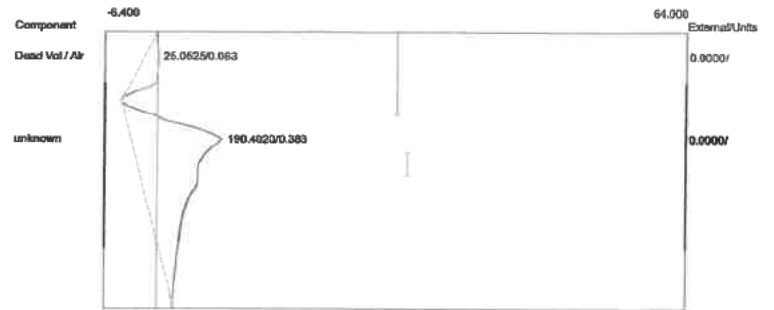 -6.400 64.000
Component External/Units
Dead Vol / Air 25.0525/0.063 0.0000/
unknown 190.4020/0.383 0.0000/